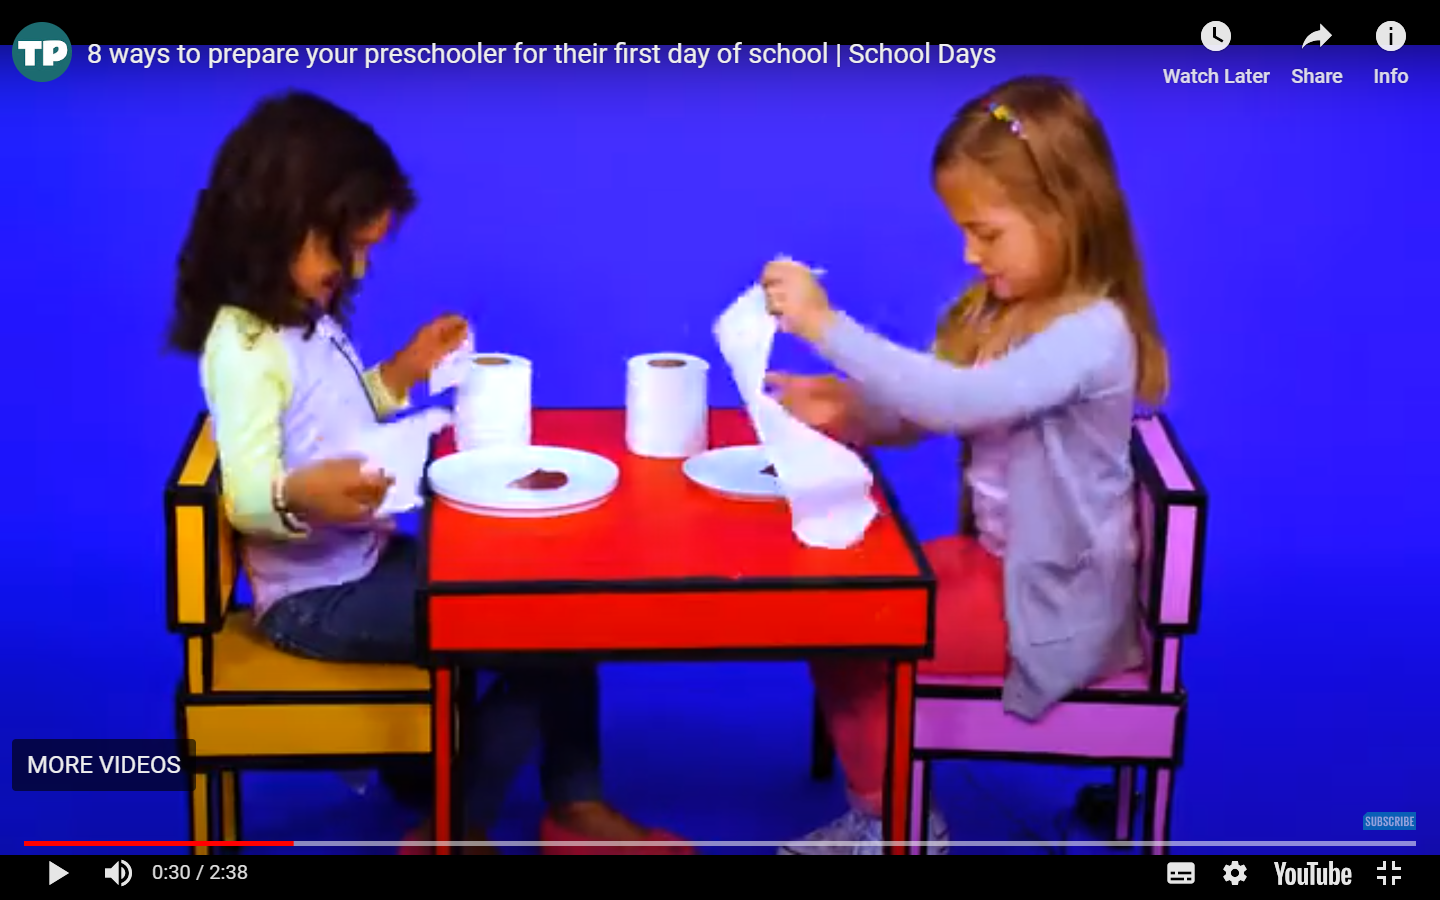 TP
8 ways to prepare your preschooler for their first day of school | School Days
Watch Later
Share
Info
MORE VIDEOS
SUBSCRIBE
0:30 / 2:38
YouTube